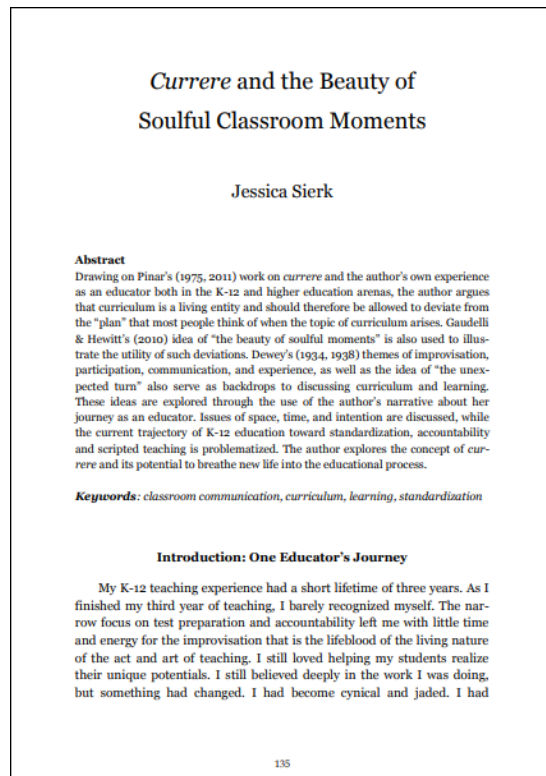 Currere and the Beauty of
Soulful Classroom Moments
Jessica Sierk
Abstract
Drawing on Pinar's (1975, 2011) work on currere and the author's own experience
as an educator both in the K-12 and higher education arenas, the author argues
that curriculum is a living entity and should therefore be allowed to deviate from
the “plan” that most people think of when the topic of curriculum arises. Gaudelli
& Hewitt's (2010) idea of “the beauty of soulful moments” is also used to illus-
trate the utility of such deviations. Dewey's (1934, 1938) themes of improvisation,
participation, communication, and experience, as well as the idea of “the unex-
pected turn” also serve as backdrops to discussing curriculum and learning.
These ideas are explored through the use of the author's narrative about her
journey as an educator. Issues of space, time, and intention are discussed, while
the current trajectory of K-12 education toward standardization, accountability
and scripted teaching is problematized. The author explores the concept of cur-
rere and its potential to breathe new life into the educational process.
Keywords: classroom communication, curriculum, learning, standardization
Introduction: One Educator's Journey
My K-12 teaching experience had a short lifetime of three years. As I
finished my third year of teaching, I barely recognized myself. The nar-
row focus on test preparation and accountability left me with little time
and energy for the improvisation that is the lifeblood of the living nature
of the act and art of teaching. I still loved helping my students realize
their unique potentials. I still believed deeply in the work I was doing,
but something had changed. I had become cynical and jaded. I had
135